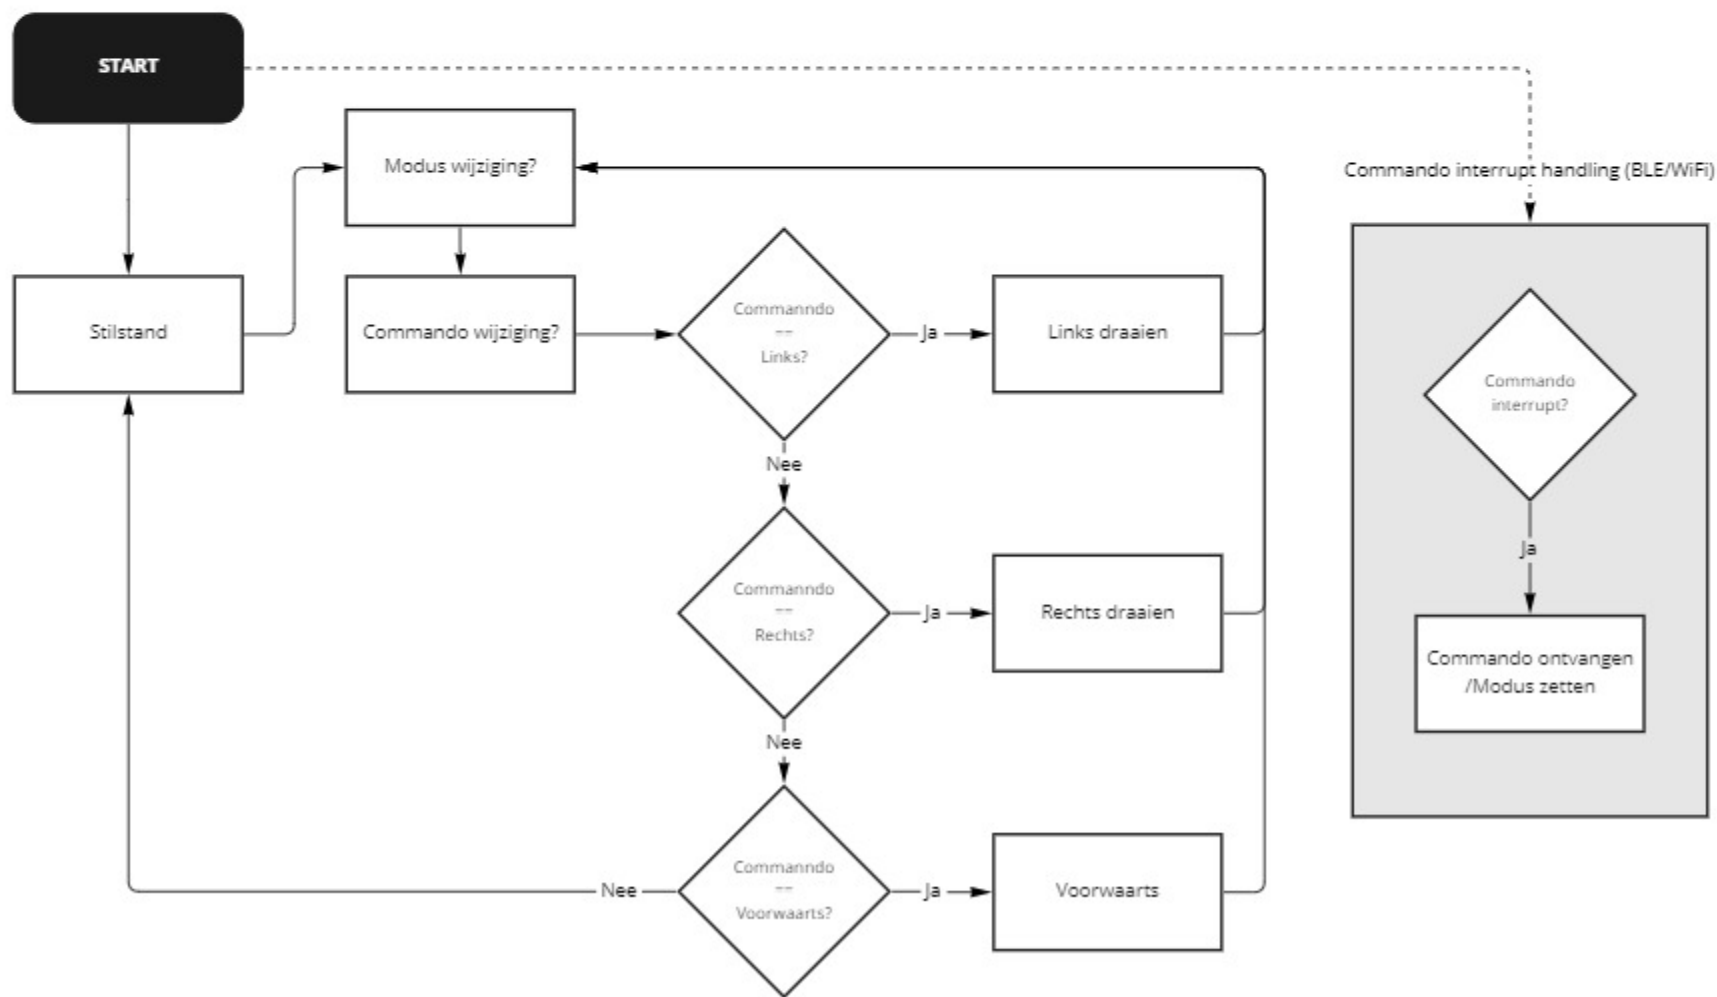 START
Modus wijziging?
Commando interrupt handling (BLE/WiFi)
Stilstand
Commando wijziging?
Commanndo
==
Links?
Ja
Links draaien
Nee
Commando
interrupt?
Ja
Commanndo
==
Rechts?
Ja
Rechts draaien
Commando ontvangen
/Modus zetten
Nee
Commanndo
==
Voorwaarts?
Nee
Ja
Voorwaarts